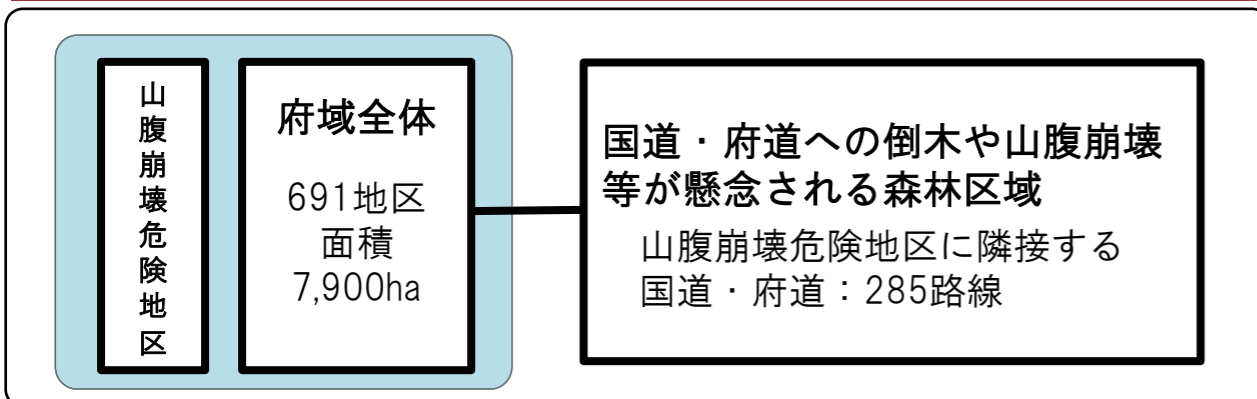 山腹崩壊危険地区
府域全体
691地区
面積
7,900ha
国道・府道への倒木や山腹崩壊
等が懸念される森林区域
山腹崩壊危険地区に隣接する
国道・府道：285路線